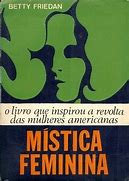 BETTY FRIEDAN
o livro que inspirou a revolta
das mulheres americanas
MÍSTICA
FEMININA